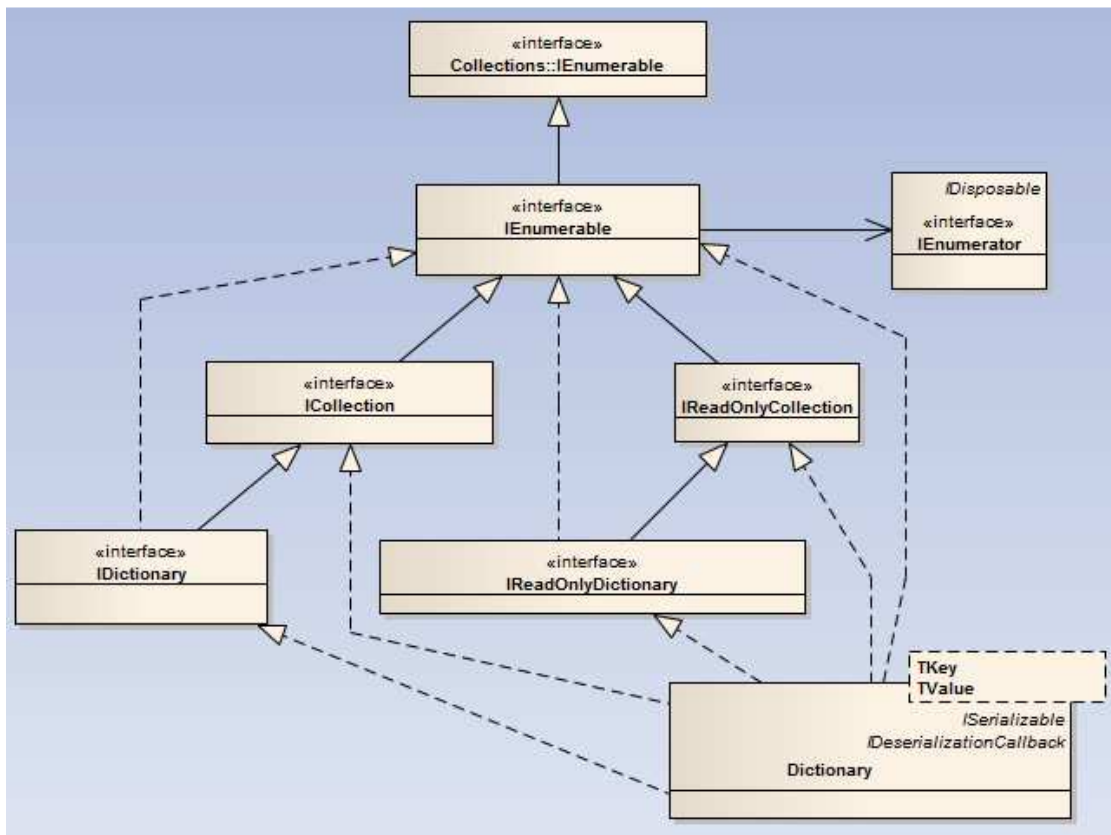 «interface»
Collections::IEnumerable
«interface»
IEnumerable
IDisposable
«interface»
IEnumerator
«interface»
ICollection
«interface»
IReadOnlyCollection
«interface»
IDictionary
«interface»
IReadOnlyDictionary
TKey
TValue
ISerializable
IDeserializationCallback
Dictionary